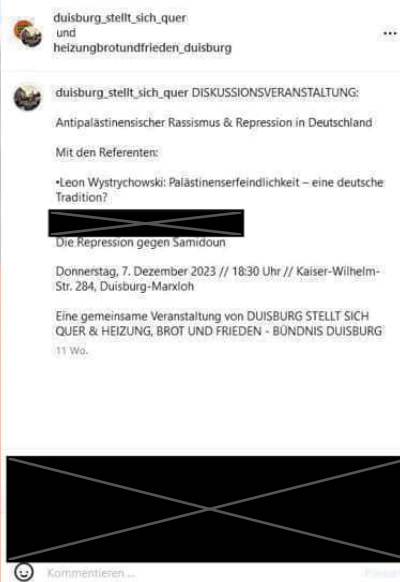 duisburg_stellt_sich_quer
und
heizungbrotundfrieden_duisburg
duisburg_stellt_sich_quer DISKUSSIONSVERANSTALTUNG:
Antipalästinensischer Rassismus & Repression in Deutschland
Mit den Referenten:
•Leon Wystrychowski: Palästinenserfeindlichkeit – eine deutsche
Tradition?
Die Repression gegen Samidoun
Donnerstag, 7. Dezember 2023 // 18:30 Uhr // Kaiser-Wilhelm-
Str. 284, Duisburg-Marxloh
Eine gemeinsame Veranstaltung von DUISBURG STELLT SICH
QUER & HEIZUNG, BROT UND FRIEDEN - BÜNDNIS DUISBURG
11 Wo.
Kommentieren...